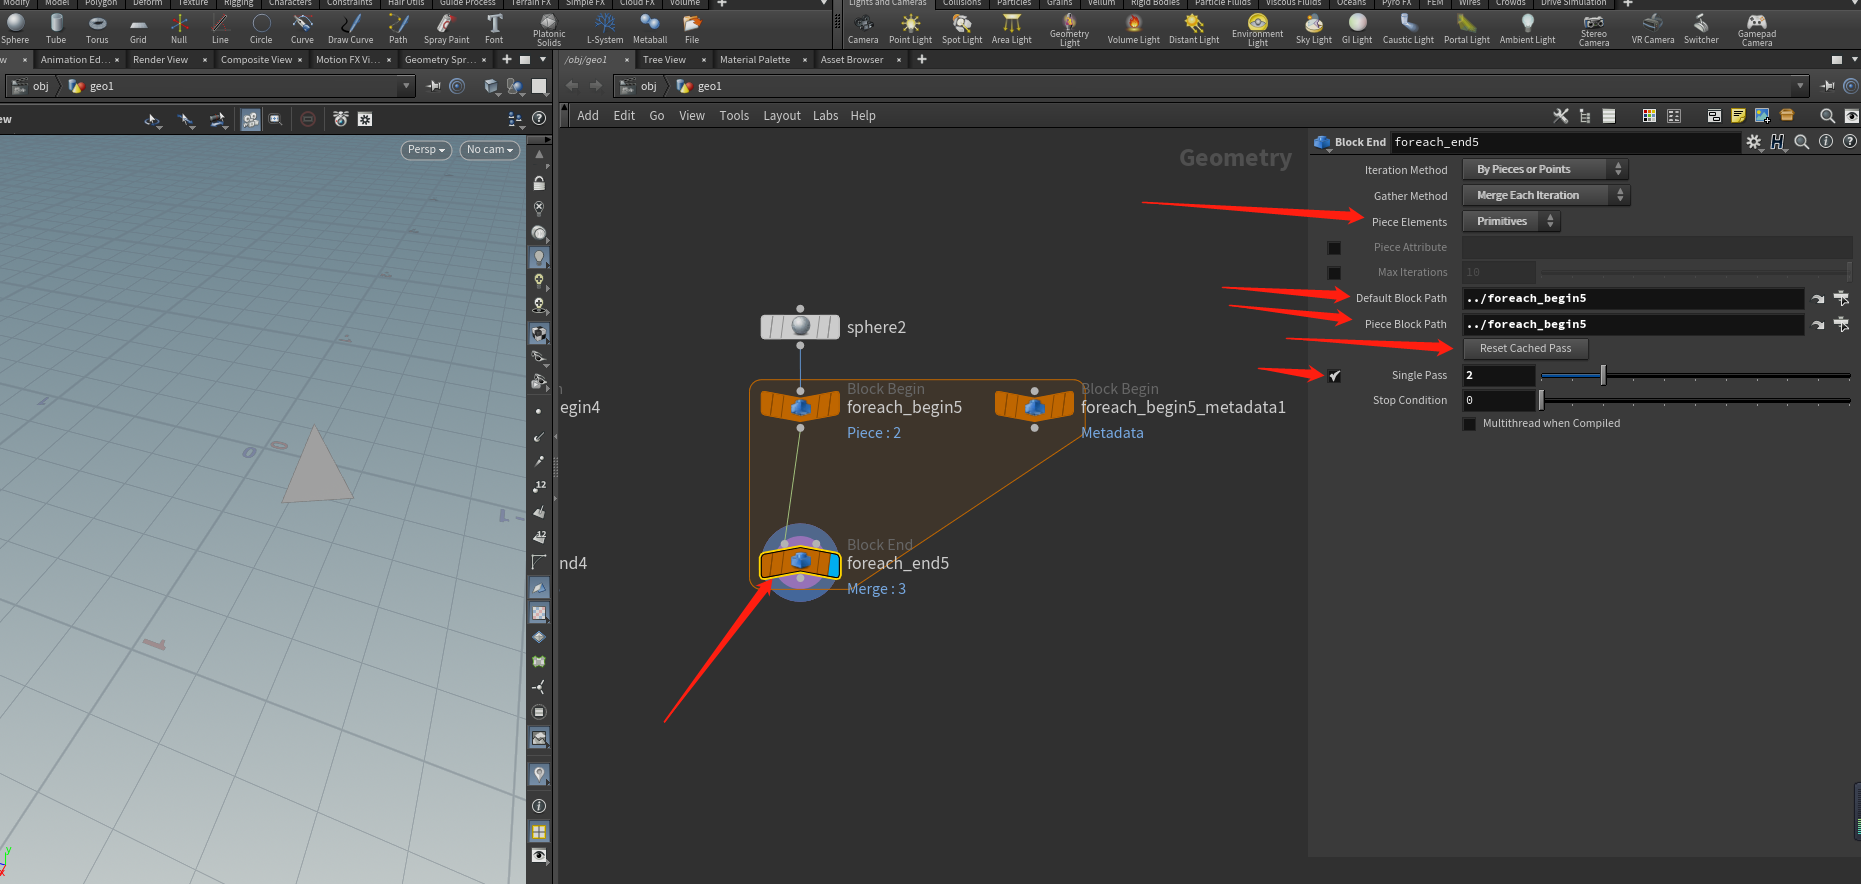 Modify Model Polygon Deform Texture Rigging Characters Constraints Hair Utils Guide Process Terrain FX Simple FX Cloud FX Volume
Lights and Cameras Collisions Particles Grains Vellum Rigid Bodies Particle Fluids Viscous Fluids Oceans Pyro FX FEM Wires Crowds Drive Simulation
Sphere Tube Torus Grid Null Line Circle Curve Draw Curve Path Spray Paint Font Platonic Solids L-System Metaball File
Camera Point Light Spot Light Area Light Geometry Light Volume Light Distant Light Environment Light Sky Light GI Light Caustic Light Portal Light Ambient Light Stereo Camera VR Camera Switcher Gamepad Camera
w Animation Ed... Render View Composite View Motion FX Vi... Geometry Spr...
/obj/geo1 Tree View Material Palette Asset Browser
obj geo1
obj geo1
ew
Add Edit Go View Tools Layout Labs Help
Persp No cam
Geometry
Block End foreach_end5
Iteration Method By Pieces or Points
Gather Method Merge Each Iteration
Piece Elements Primitives
Piece Attribute
Max Iterations 10
Default Block Path ../foreach_begin5
Piece Block Path ../foreach_begin5
Reset Cached Pass
Single Pass 2
Stop Condition 0
Multithread when Compiled
sphere2
Block Begin
foreach_begin5
Piece : 2
Block Begin
foreach_begin5_metadata1
Metadata
egin4
Block End
foreach_end5
Merge : 3
nd4
0 0
1
1
12
12
y
x